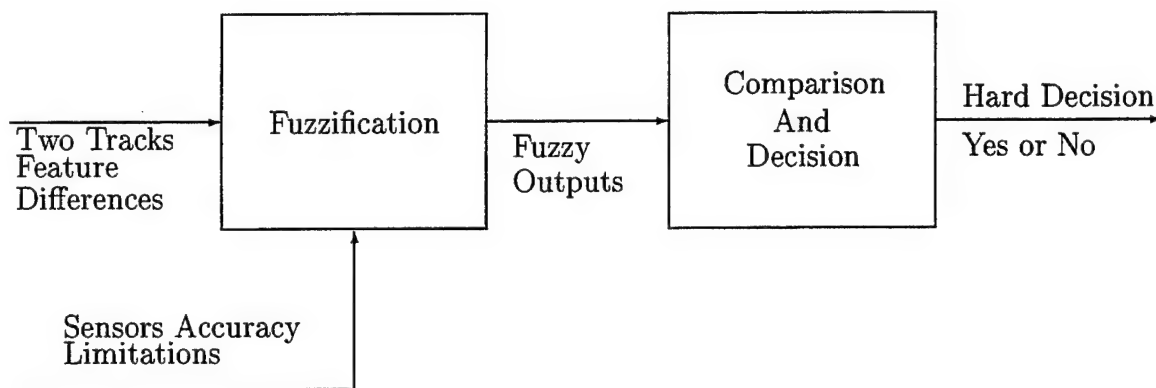 Two Tracks
Feature
Differences
Fuzzification
Sensors Accuracy
Limitations
Fuzzy
Outputs
Comparison
And
Decision
Hard Decision
Yes or No